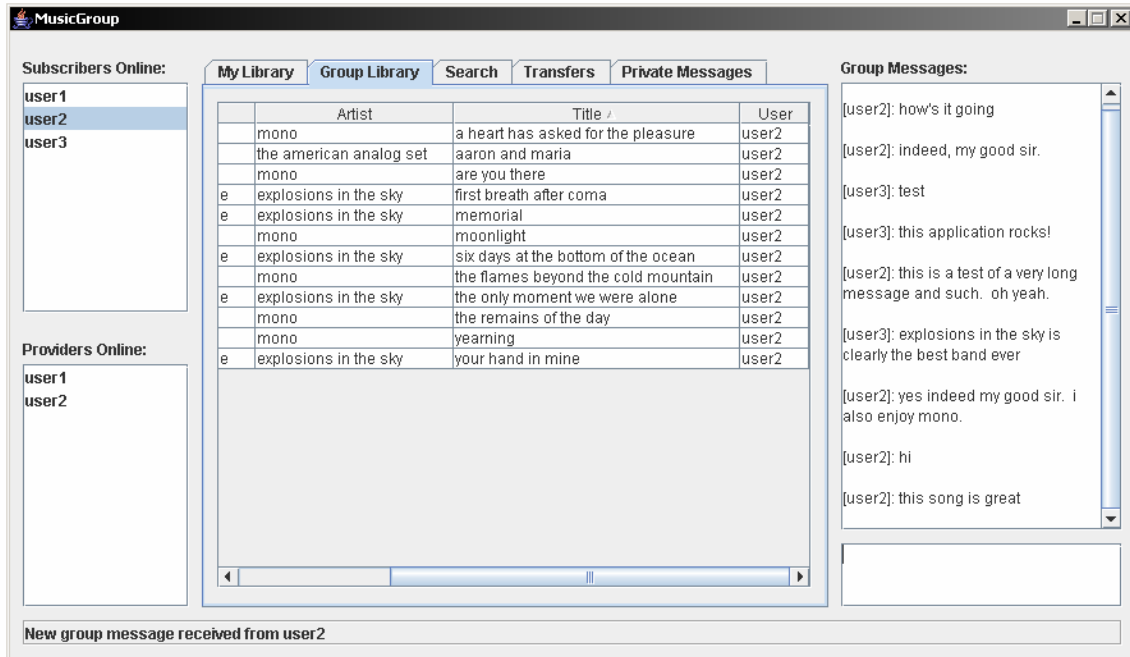 MusicGroup
Subscribers Online:
user1
user2
user3
Providers Online:
user1
user2
My Library Group Library Search Transfers Private Messages
Artist Title User
mono a heart has asked for the pleasure user2
the american analog set aaron and maria user2
mono are you there user2
e explosions in the sky first breath after coma user2
e explosions in the sky memorial user2
mono moonlight user2
e explosions in the sky six days at the bottom of the ocean user2
mono the flames beyond the cold mountain user2
e explosions in the sky the only moment we were alone user2
mono the remains of the day user2
mono yearning user2
e explosions in the sky your hand in mine user2
Group Messages:
[user2]: how's it going
[user2]: indeed, my good sir.
[user3]: test
[user3]: this application rocks!
[user2]: this is a test of a very long
message and such.  oh yeah.
[user3]: explosions in the sky is
clearly the best band ever
[user2]: yes indeed my good sir.  i
also enjoy mono.
[user2]: hi
[user2]: this song is great
New group message received from user2